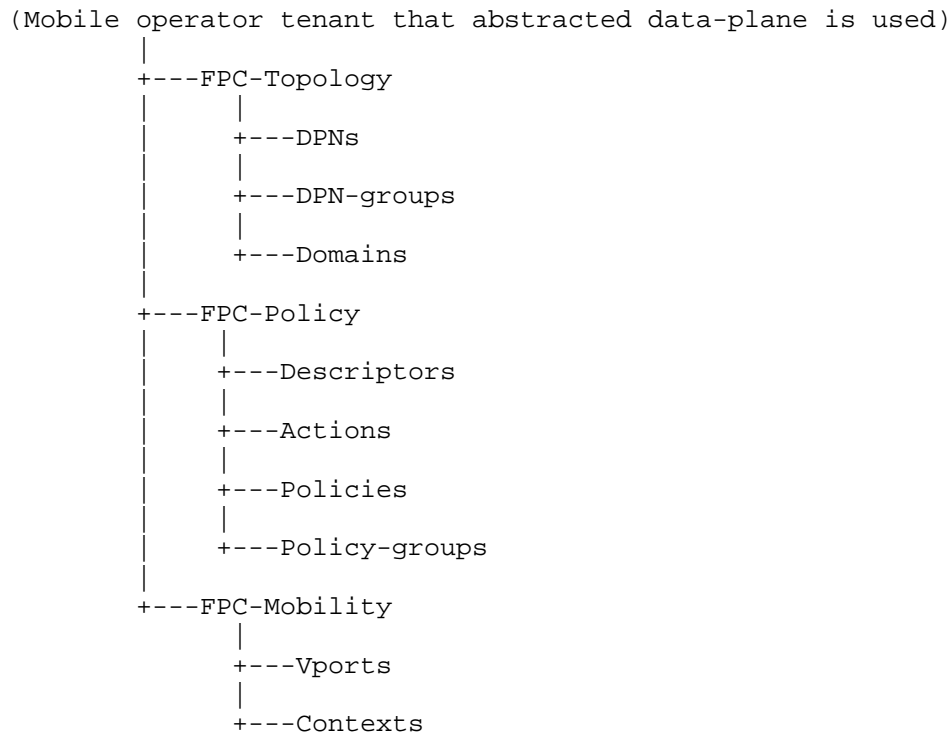 (Mobile operator tenant that abstracted data-plane is used)
|
+---FPC-Topology
|     |
|     +---DPNs
|     |
|     +---DPN-groups
|     |
|     +---Domains
|
+---FPC-Policy
|    |
|    +---Descriptors
|    |
|    +---Actions
|    |
|    +---Policies
|    |
|    +---Policy-groups
|
+---FPC-Mobility
      |
      +---Vports
      |
      +---Contexts